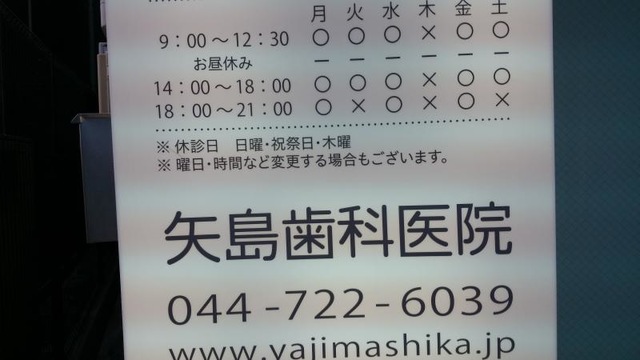 月 火 水 木 金 土
9：00～12：30 ○ ○ ○ × ○ ○
お昼休み － － － － － －
14：00～18：00 ○ ○ ○ × ○ ○
18：00～21：00 ○ × ○ × ○ ×
※ 休診日 日曜・祝祭日・木曜
※ 曜日・時間など変更する場合もございます。
矢島歯科医院
044-722-6039
www.yajimashika.jp